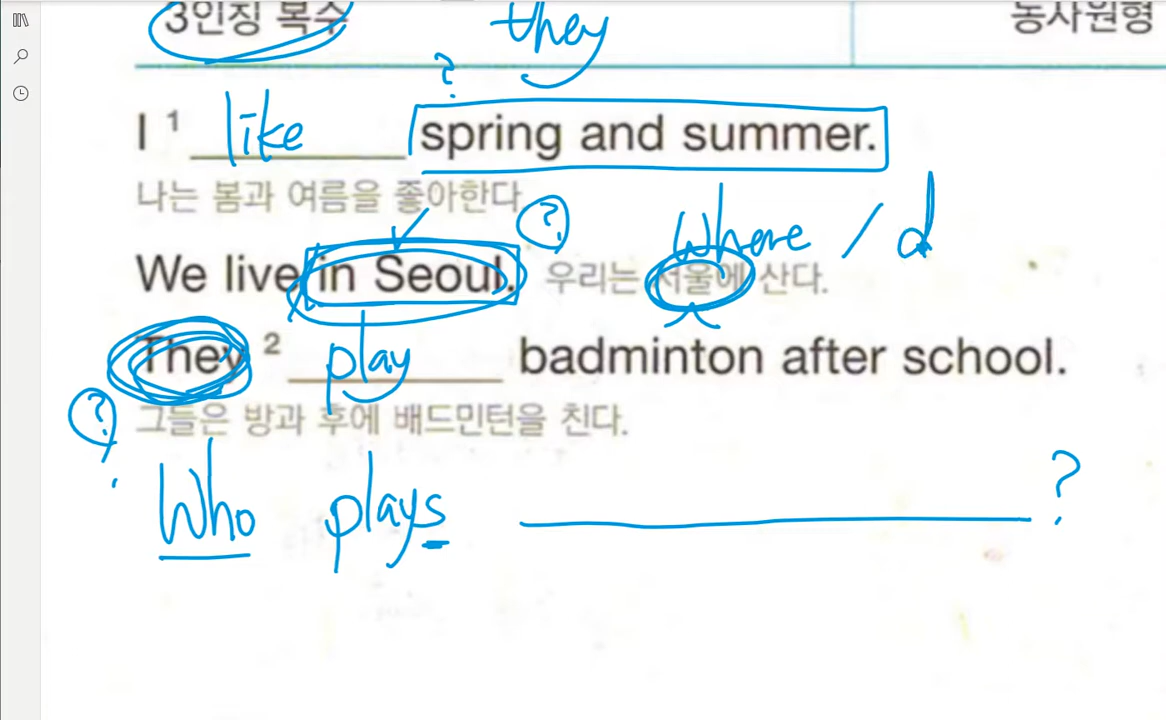 3인칭 복수 they 동사원형
?
I ¹ like spring and summer.
나는 봄과 여름을 좋아한다. ?
where / d
We live in Seoul. 우리는 서울에 산다.
They ² play badminton after school.
? 그들은 방과 후에 배드민턴을 친다.
Who plays ?